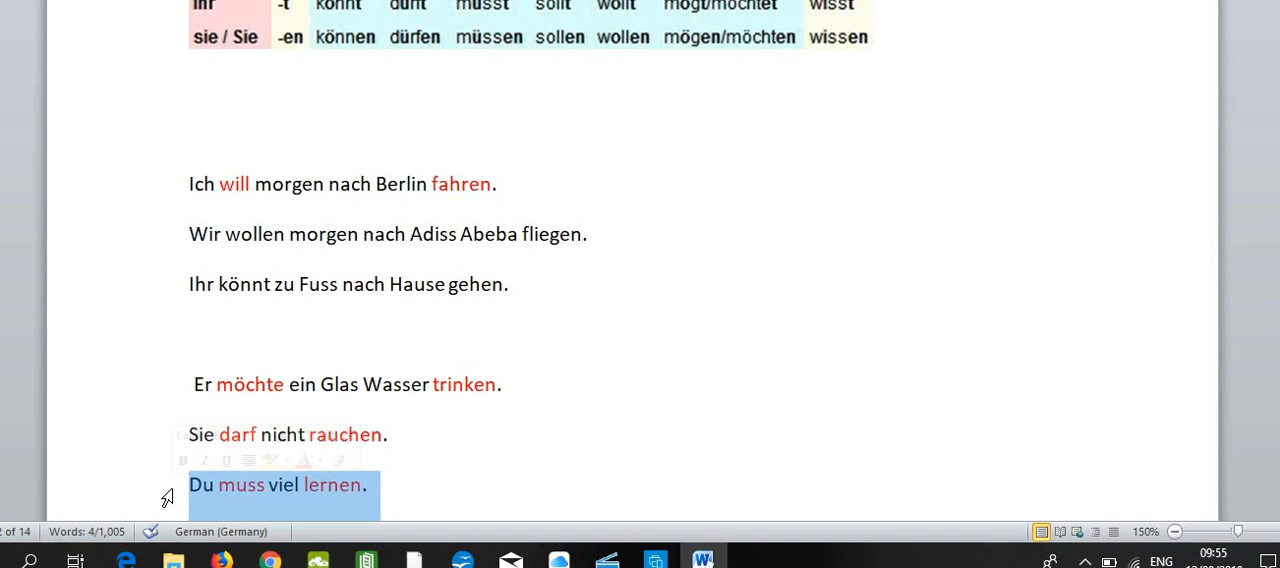 ihr -t könnt dürft müsst sollt wollt mögt/möchtet wisst
sie / Sie -en können dürfen müssen sollen wollen mögen/möchten wissen
Ich will morgen nach Berlin fahren.
Wir wollen morgen nach Adiss Abeba fliegen.
Ihr könnt zu Fuss nach Hause gehen.
Er möchte ein Glas Wasser trinken.
Sie darf nicht rauchen.
Du muss viel lernen.
of 14 Words: 4/1,005 German (Germany) 150%
09:55
ENG